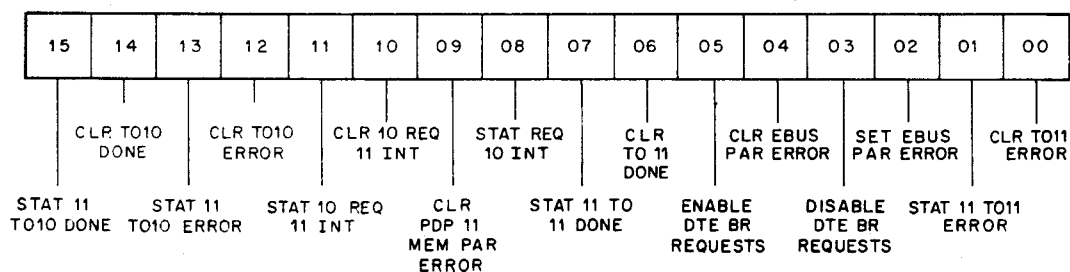 15 14 13 12 11 10 09 08 07 06 05 04 03 02 01 00
CLR TO10
DONE
CLR TO10
ERROR
CLR 10 REQ
11 INT
STAT REQ
10 INT
CLR
TO 11
DONE
CLR EBUS
PAR ERROR
SET EBUS
PAR ERROR
CLR TO11
ERROR
STAT 11
TO10 DONE
STAT 11
TO10 ERROR
STAT 10 REQ
11 INT
CLR
PDP 11
MEM PAR
ERROR
STAT 11 TO
11 DONE
ENABLE
DTE BR
REQUESTS
DISABLE
DTE BR
REQUESTS
STAT 11 TO11
ERROR